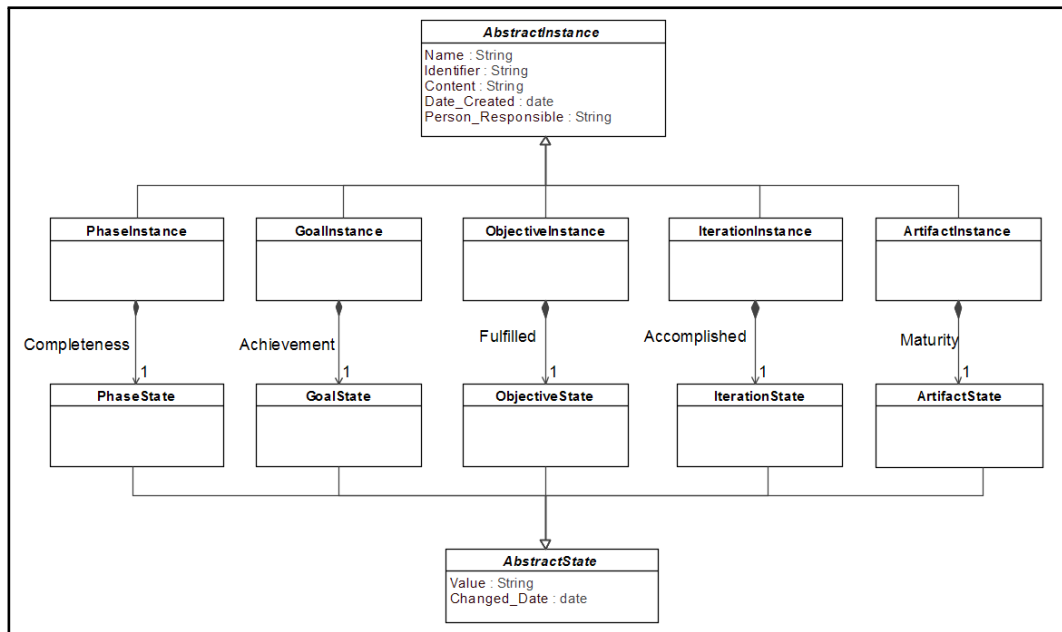 AbstractInstance
Name : String
Identifier : String
Content : String
Date_Created : date
Person_Responsible : String
PhaseInstance
GoalInstance
ObjectiveInstance
IterationInstance
ArtifactInstance
Completeness
Achievement
Fulfilled
Accomplished
Maturity
1
1
1
1
1
PhaseState
GoalState
ObjectiveState
IterationState
ArtifactState
AbstractState
Value : String
Changed_Date : date